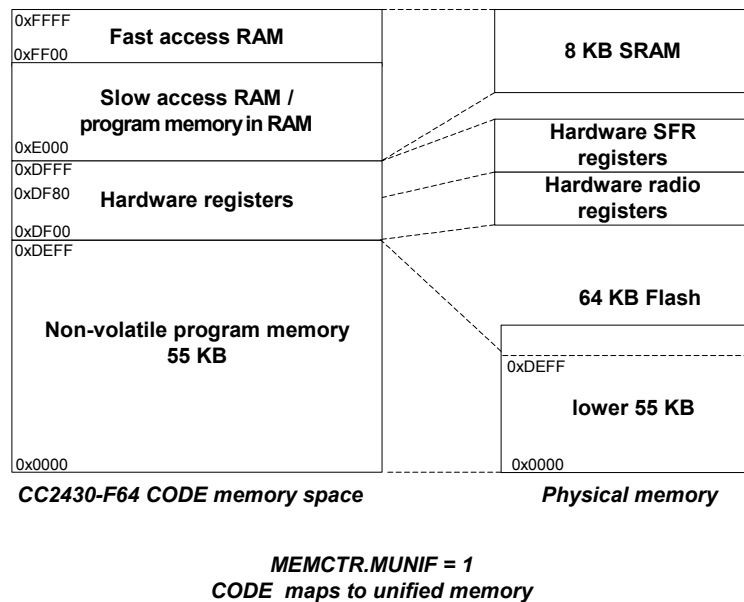 0xFFFF
Fast access RAM
0xFF00
8 KB SRAM
Slow access RAM /
program memory in RAM
0xE000
Hardware SFR
registers
0xDFFF
0xDF80
Hardware registers
Hardware radio
registers
0xDF00
0xDEFF
64 KB Flash
Non-volatile program memory
55 KB
0xDEFF
lower 55 KB
0x0000
0x0000
CC2430-F64 CODE memory space
Physical memory
MEMCTR.MUNIF = 1
CODE maps to unified memory